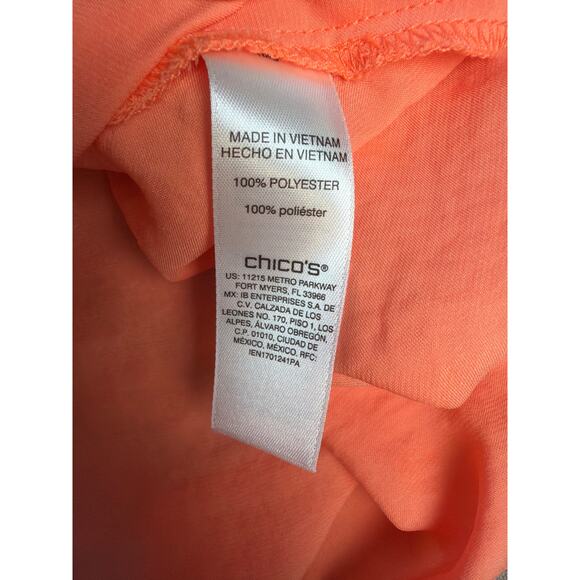 MADE IN VIETNAM
HECHO EN VIETNAM
100% POLYESTER
100% poliéster
chico's®
US: 11215 METRO PARKWAY
FORT MYERS, FL 33966
MX: IB ENTERPRISES S.A. DE
C.V. CALZADA DE LOS
LEONES NO. 170, PISO 1, LOS
ALPES, ÁLVARO OBREGÓN,
C.P. 01010, CIUDAD DE
MÉXICO, MÉXICO. RFC:
IEN1701241PA